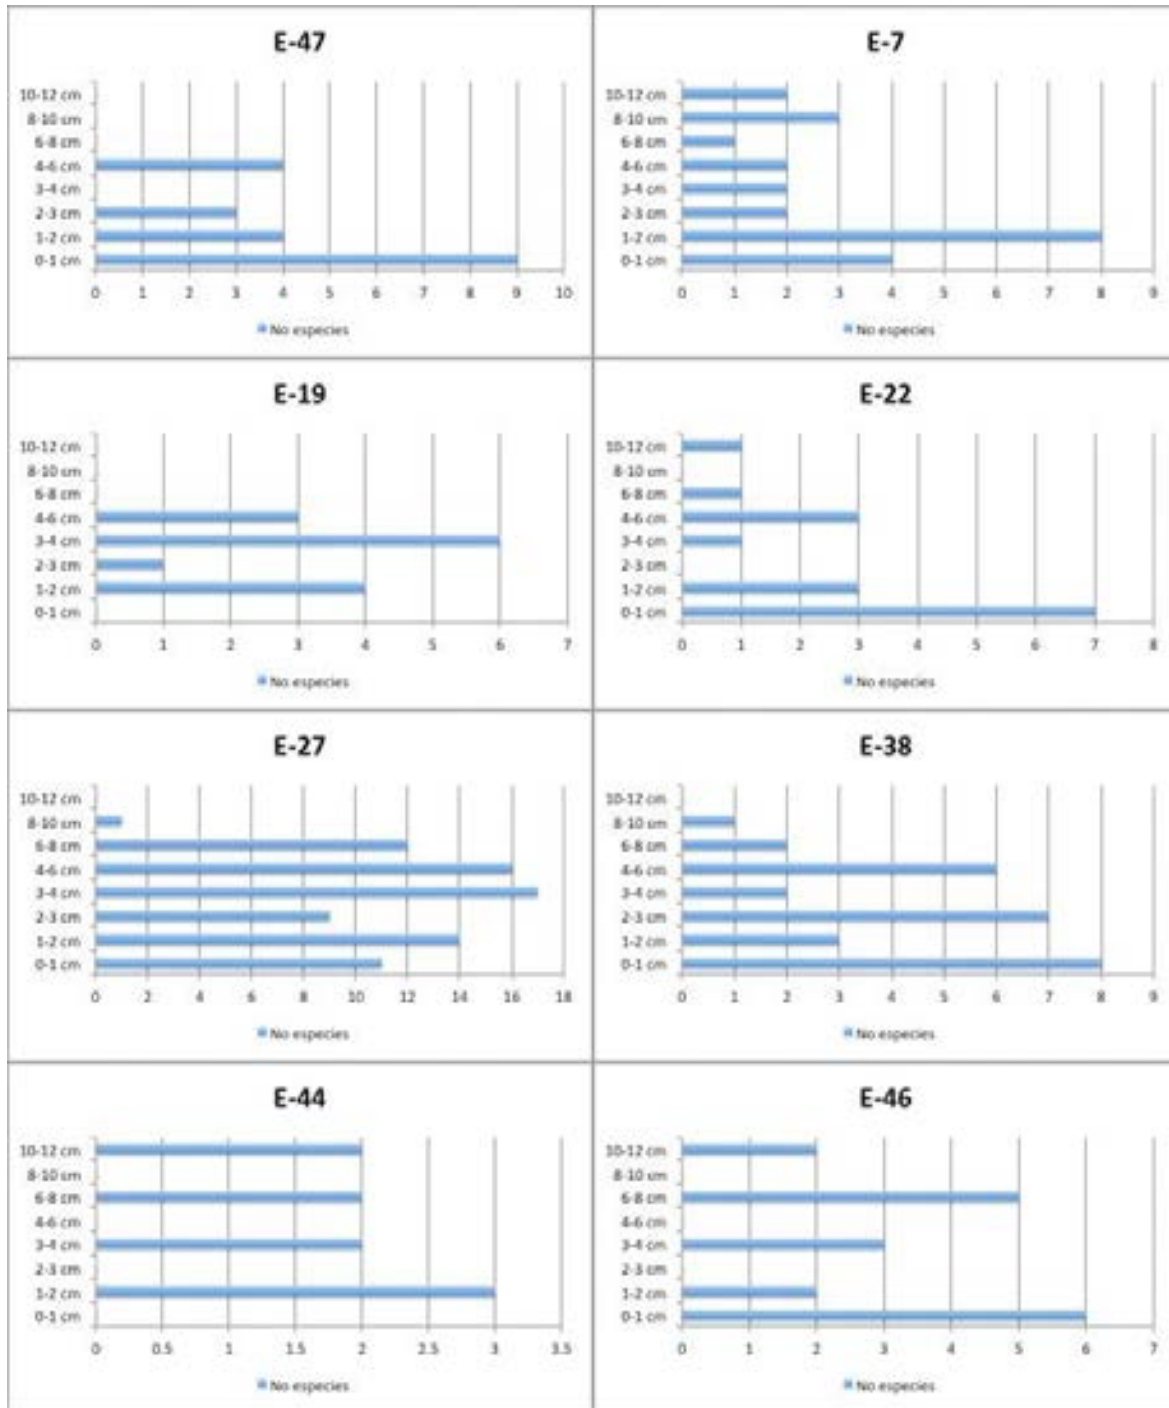 E-47
10-12 cm
8-10 cm
6-8 cm
4-6 cm
3-4 cm
2-3 cm
1-2 cm
0-1 cm
0 1 2 3 4 5 6 7 8 9 10
No especies
E-7
10-12 cm
8-10 cm
6-8 cm
4-6 cm
3-4 cm
2-3 cm
1-2 cm
0-1 cm
0 1 2 3 4 5 6 7 8 9
No especies
E-19
10-12 cm
8-10 cm
6-8 cm
4-6 cm
3-4 cm
2-3 cm
1-2 cm
0-1 cm
0 1 2 3 4 5 6 7
No especies
E-22
10-12 cm
8-10 cm
6-8 cm
4-6 cm
3-4 cm
2-3 cm
1-2 cm
0-1 cm
0 1 2 3 4 5 6 7 8
No especies
E-27
10-12 cm
8-10 cm
6-8 cm
4-6 cm
3-4 cm
2-3 cm
1-2 cm
0-1 cm
0 2 4 6 8 10 12 14 16 18
No especies
E-38
10-12 cm
8-10 cm
6-8 cm
4-6 cm
3-4 cm
2-3 cm
1-2 cm
0-1 cm
0 1 2 3 4 5 6 7 8 9
No especies
E-44
10-12 cm
8-10 cm
6-8 cm
4-6 cm
3-4 cm
2-3 cm
1-2 cm
0-1 cm
0 0.5 1 1.5 2 2.5 3 3.5
No especies
E-46
10-12 cm
8-10 cm
6-8 cm
4-6 cm
3-4 cm
2-3 cm
1-2 cm
0-1 cm
0 1 2 3 4 5 6 7
No especies